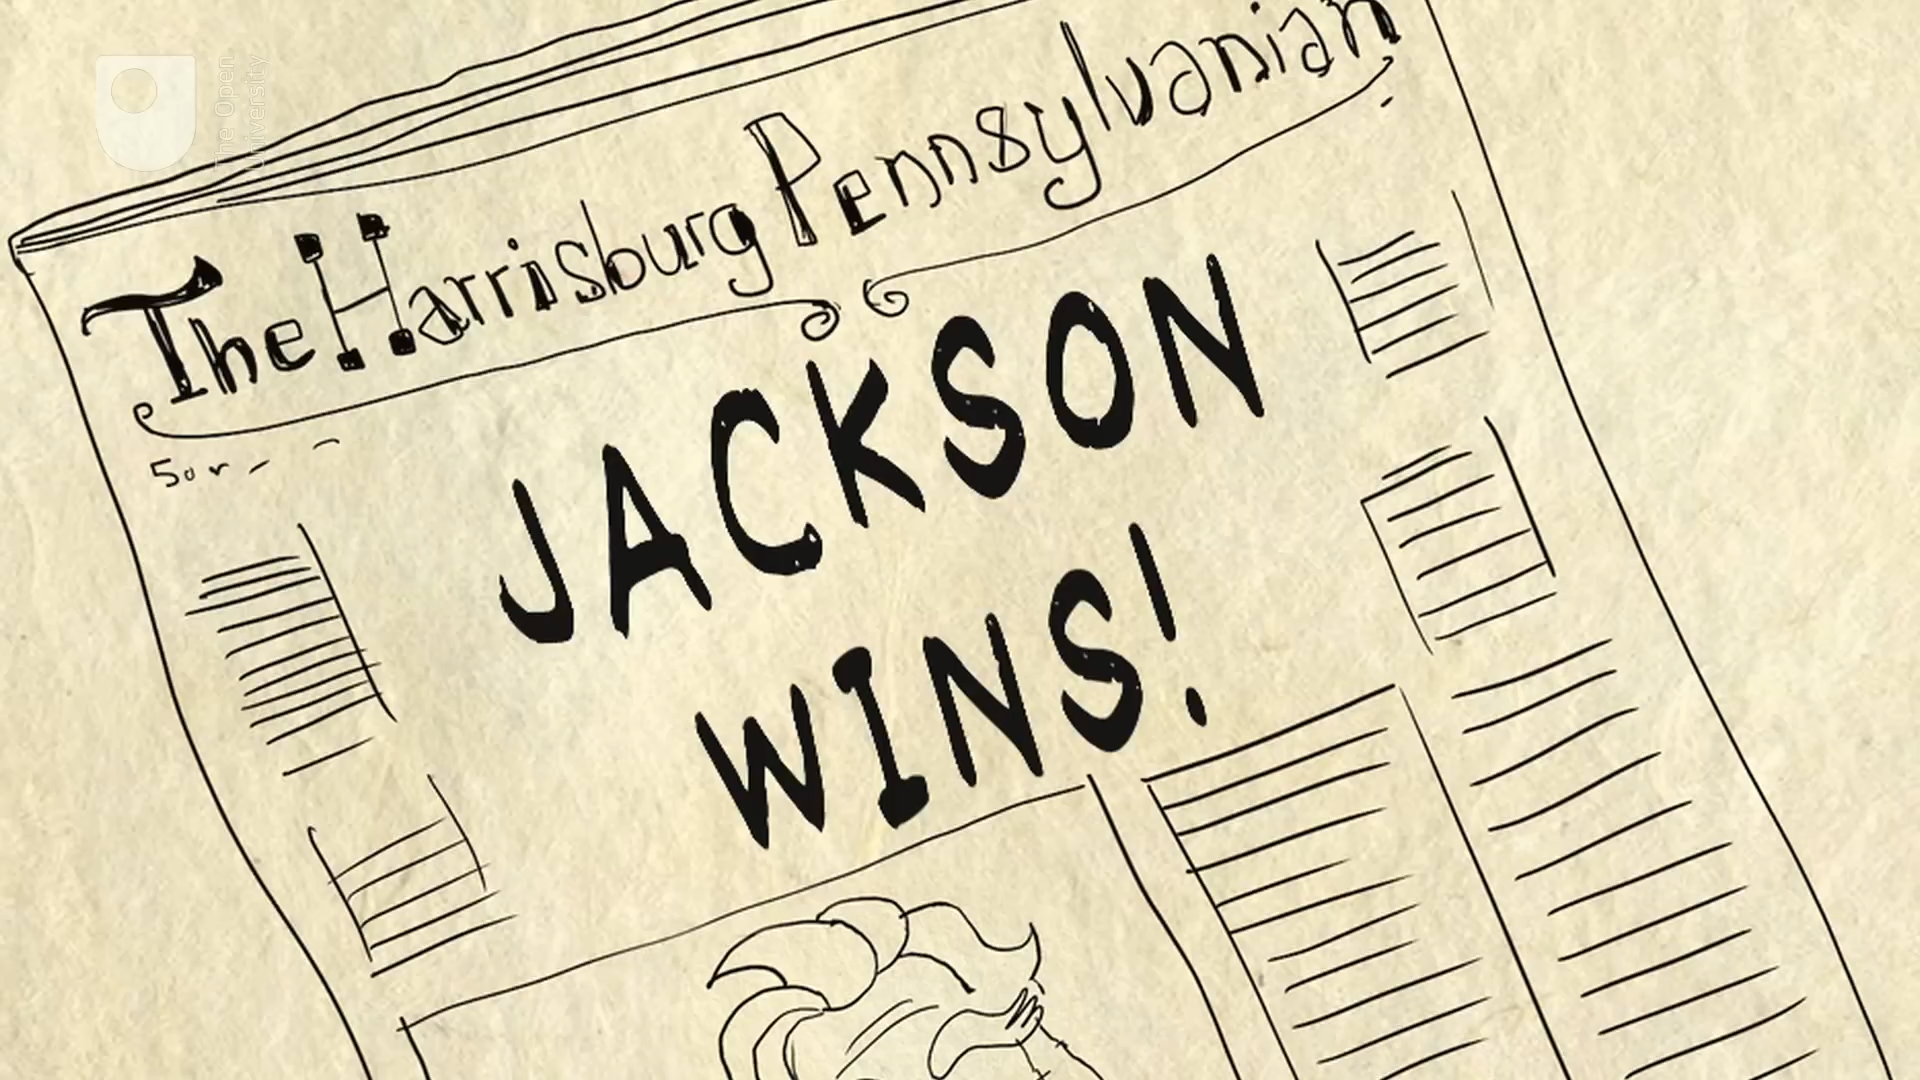 The Open
University
The Harrisburg Pennsylvanian
JACKSON
WINS!